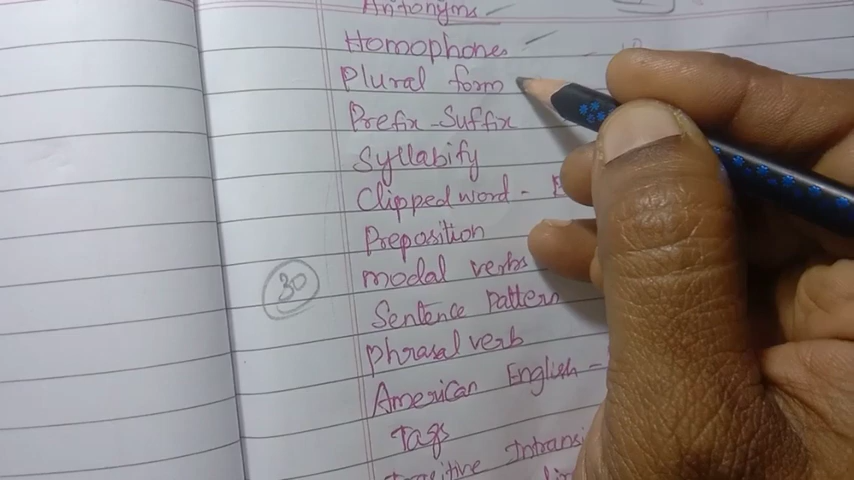 Antonyms
Homophones
Plural form
Prefix - Suffix
Syllabify
Clipped word -
Preposition
30
modal verbs
Sentence pattern
Phrasal verb
American English -
Tags
Intransi